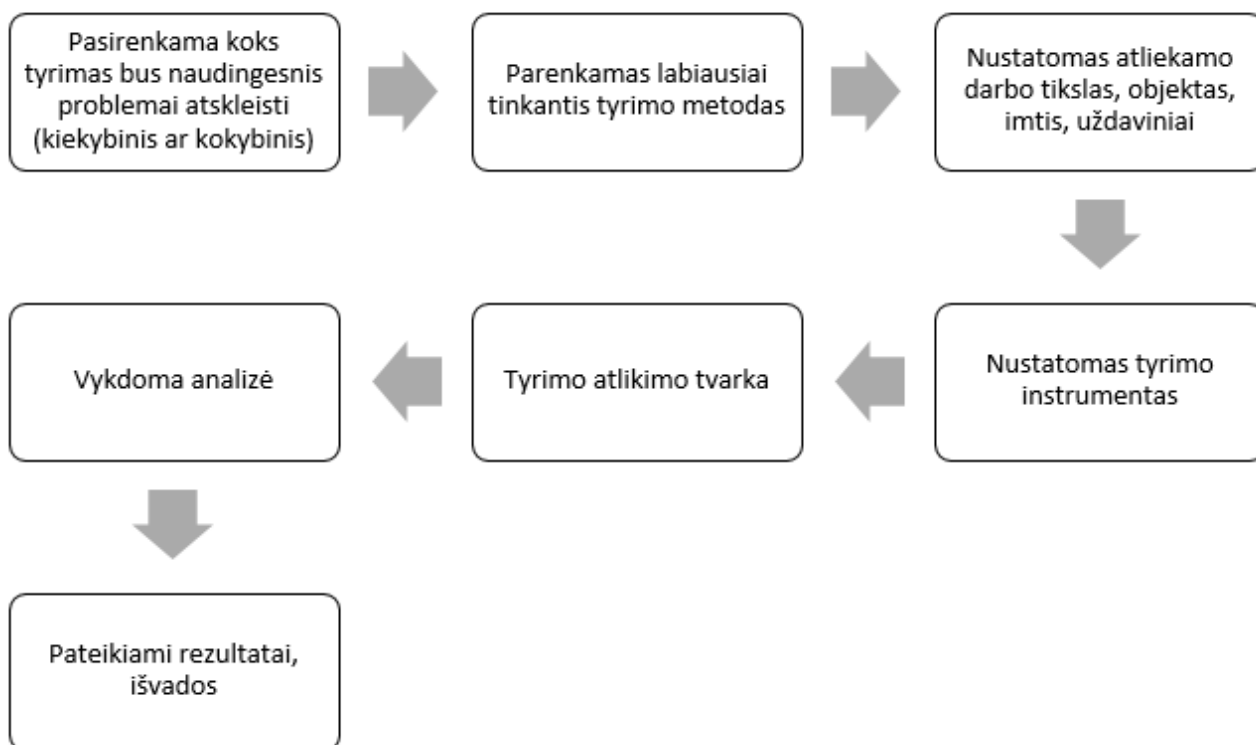 Pasirenkama koks
tyrimas bus naudingesnis
problemai atskleisti
(kiekybinis ar kokybinis)
Parenkamas labiausiai
tinkantis tyrimo metodas
Nustatomas atliekamo
darbo tikslas, objektas,
imtis, uždaviniai
Nustatomas tyrimo
instrumentas
Tyrimo atlikimo tvarka
Vykdoma analizė
Pateikiami rezultatai,
išvados